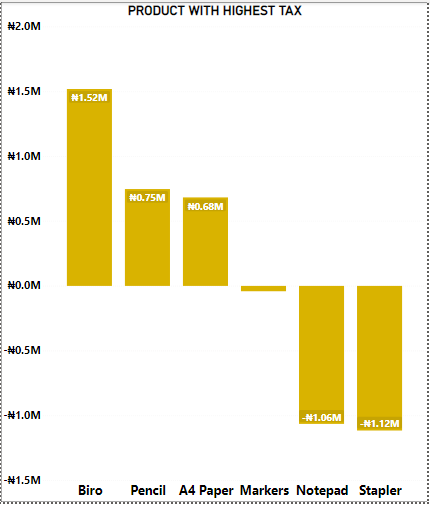 PRODUCT WITH HIGHEST TAX
₦2.0M
₦1.5M
₦1.0M
₦0.5M
₦0.0M
-₦0.5M
-₦1.0M
-₦1.5M
₦1.52M
₦0.75M
₦0.68M
-₦1.06M
-₦1.12M
Biro Pencil A4 Paper Markers Notepad Stapler